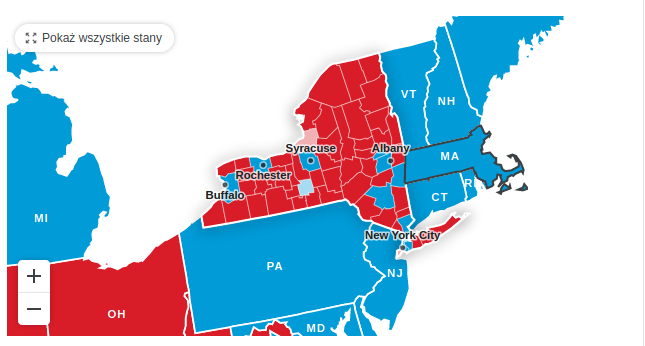 Pokaż wszystkie stany
VT
NH
Syracuse
Albany
MA
Rochester
Buffalo
CT
RI
MI
New York City
PA
NJ
OH
MD
+
−